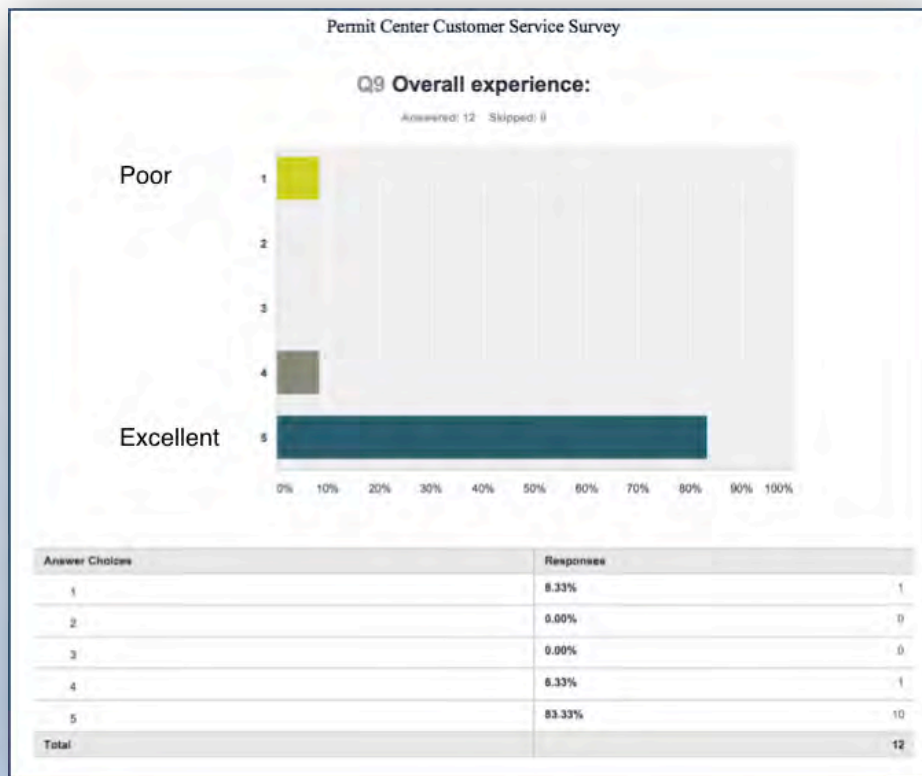 Permit Center Customer Service Survey
Q9 Overall experience:
Answered: 12 Skipped: 0
Poor
1
2
3
4
Excellent 5
0% 10% 20% 30% 40% 50% 60% 70% 80% 90% 100%
Answer Choices Responses
1 8.33% 1
2 0.00% 0
3 0.00% 0
4 8.33% 1
5 83.33% 10
Total 12